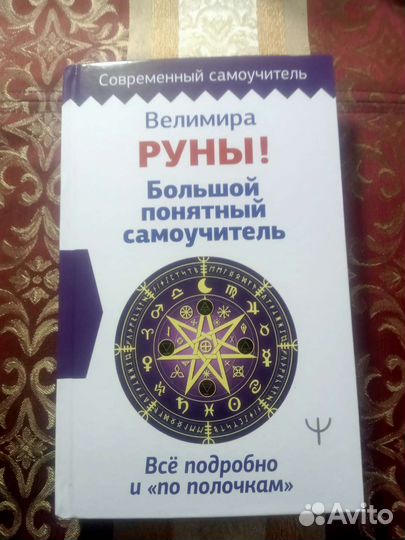 Современный самоучитель
Велимира
РУНЫ!
Большой
понятный
самоучитель
Всё подробно
и «по полочкам»
Avito